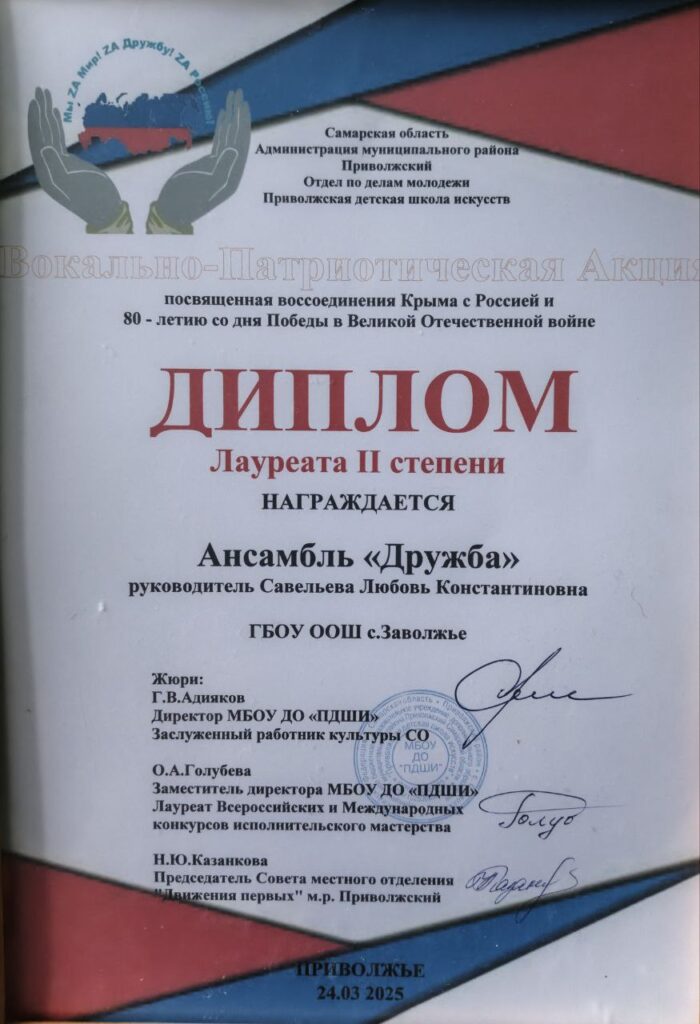 Мы ZA Мир! ZA Дружбу! ZA Россию!
Самарская область
Администрация муниципального района
Приволжский
Отдел по делам молодежи
Приволжская детская школа искусств
Вокально-Патриотическая Акция
посвященная воссоединения Крыма с Россией и
80 - летию со дня Победы в Великой Отечественной войне
ДИПЛОМ
Лауреата II степени
НАГРАЖДАЕТСЯ
Ансамбль «Дружба»
руководитель Савельева Любовь Константиновна
ГБОУ ООШ с.Заволжье
Жюри:
Г.В.Адияков
Директор МБОУ ДО «ПДШИ»
Заслуженный работник культуры СО
МБОУ
ДО
"ПДШИ"
О.А.Голубева
Заместитель директора МБОУ ДО «ПДШИ»
Лауреат Всероссийских и Международных
конкурсов исполнительского мастерства
Н.Ю.Казанкова
Председатель Совета местного отделения
"Движения первых" м.р. Приволжский
ПРИВОЛЖЬЕ
24.03 2025